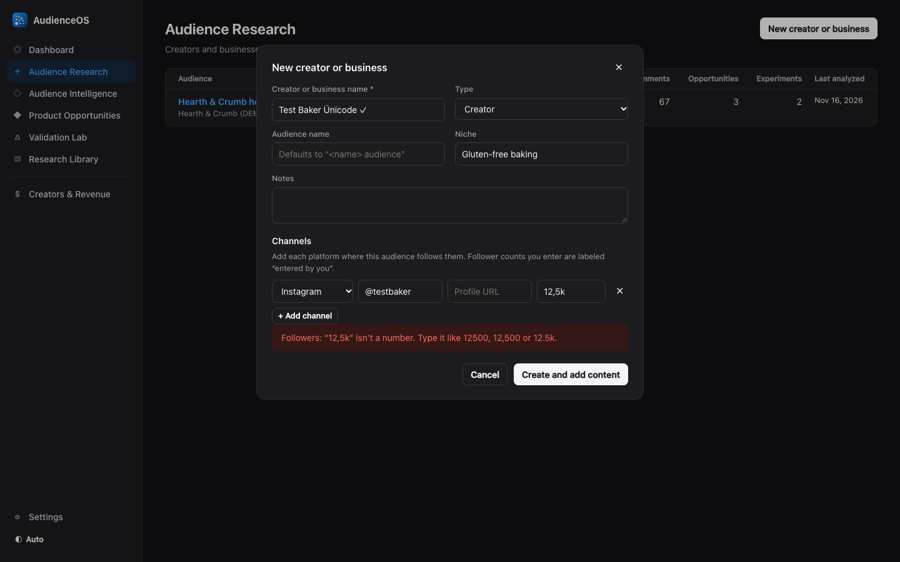 AudienceOS
Dashboard
Audience Research
Audience Intelligence
Product Opportunities
Validation Lab
Research Library
$ Creators & Revenue
Settings
Auto
Audience Research
Creators and businesse
New creator or business
Audience
nments
Opportunities
Experiments
Last analyzed
Hearth & Crumb h
Hearth & Crumb (DE
67
3
2
Nov 16, 2026
New creator or business
Creator or business name *
Type
Test Baker Ünicode ✓
Creator
Audience name
Niche
Defaults to "<name> audience"
Gluten-free baking
Notes
Channels
Add each platform where this audience follows them. Follower counts you enter are labeled
"entered by you".
Instagram
@testbaker
Profile URL
12,5k
+ Add channel
Followers: "12,5k" isn't a number. Type it like 12500, 12,500 or 12.5k.
Cancel
Create and add content